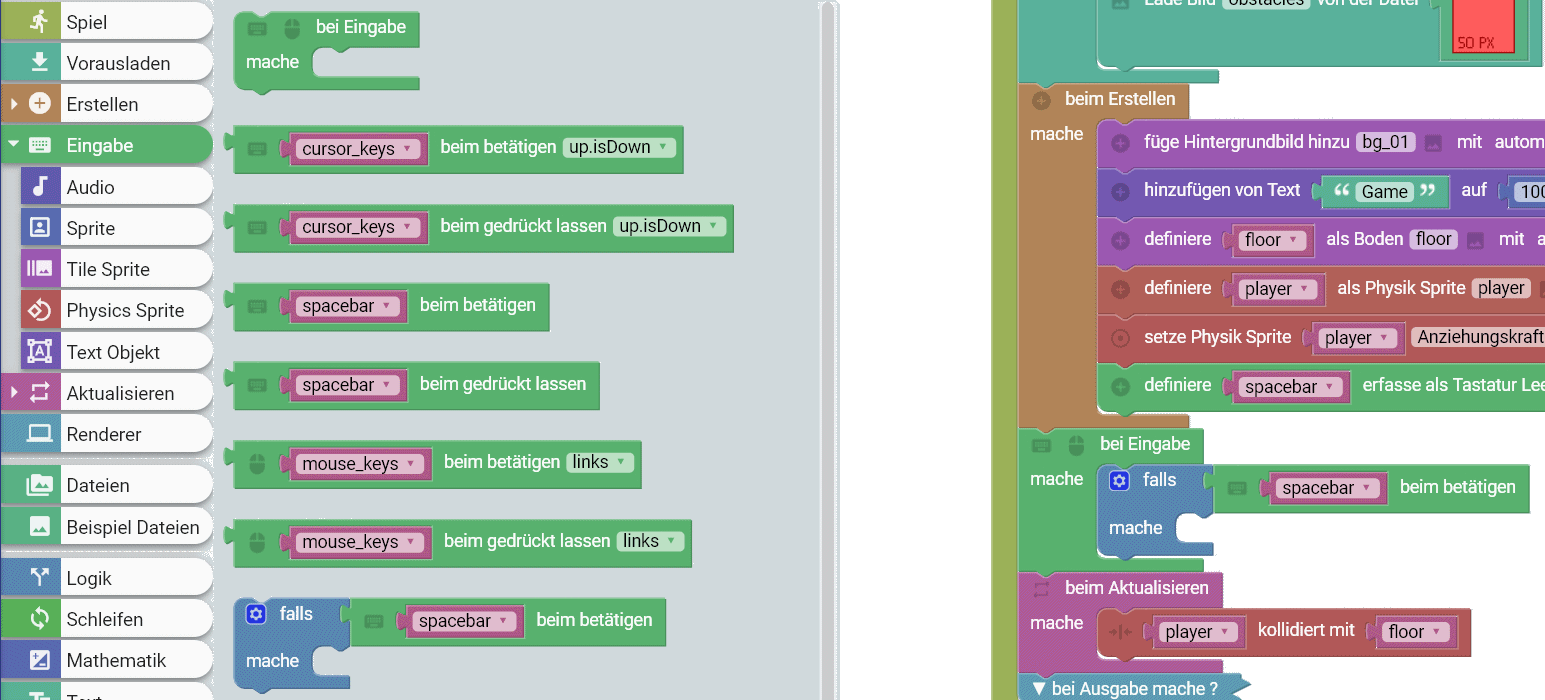 Spiel
Vorausladen
Erstellen
Eingabe
Audio
Sprite
Tile Sprite
Physics Sprite
Text Objekt
Aktualisieren
Renderer
Dateien
Beispiel Dateien
Logik
Schleifen
Mathematik
Text
bei Eingabe
mache
cursor_keys beim betätigen up.isDown
cursor_keys beim gedrückt lassen up.isDown
spacebar beim betätigen
spacebar beim gedrückt lassen
mouse_keys beim betätigen links
mouse_keys beim gedrückt lassen links
falls spacebar beim betätigen
mache
Lade Bild obstacles von der Datei
50 PX
beim Erstellen
mache
füge Hintergrundbild hinzu bg_01 mit autom
hinzufügen von Text “ Game ” auf 100
definiere floor als Boden floor mit a
definiere player als Physik Sprite player
setze Physik Sprite player Anziehungskraft
definiere spacebar erfasse als Tastatur Lee
bei Eingabe
mache falls spacebar beim betätigen
mache
beim Aktualisieren
mache player kollidiert mit floor
bei Ausgabe mache ?